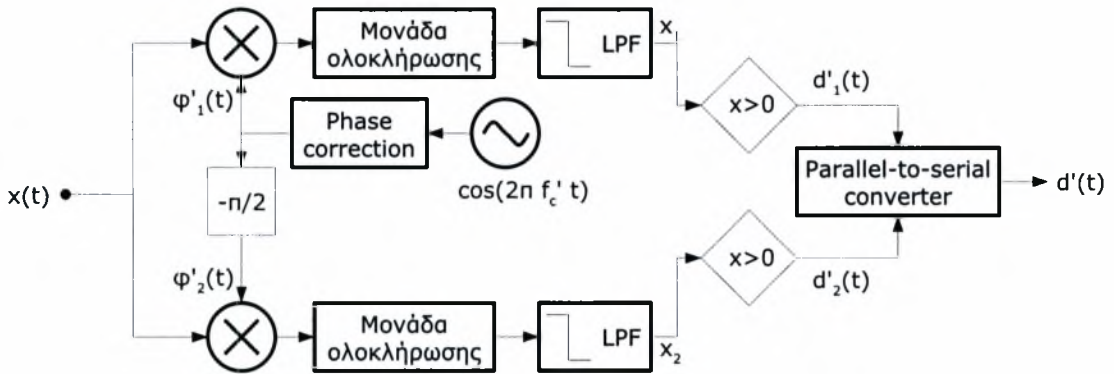 Μονάδα
ολοκλήρωσης
LPF
x
φ'₁(t)
Phase
correction
x>0
d'₁(t)
cos(2π f꜀' t)
x(t)
-π/2
Parallel-to-serial
converter
d'(t)
φ'₂(t)
x>0
d'₂(t)
Μονάδα
ολοκλήρωσης
LPF
x₂